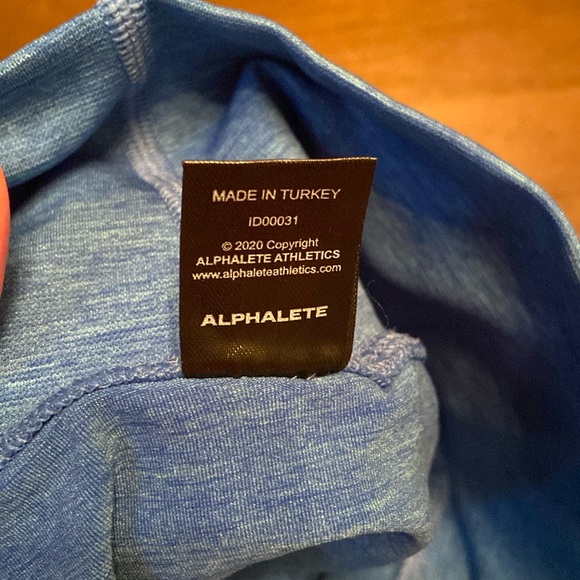 MADE IN TURKEY
ID00031
© 2020 Copyright
ALPHALETE ATHLETICS
www.alphaleteathletics.com
ALPHALETE